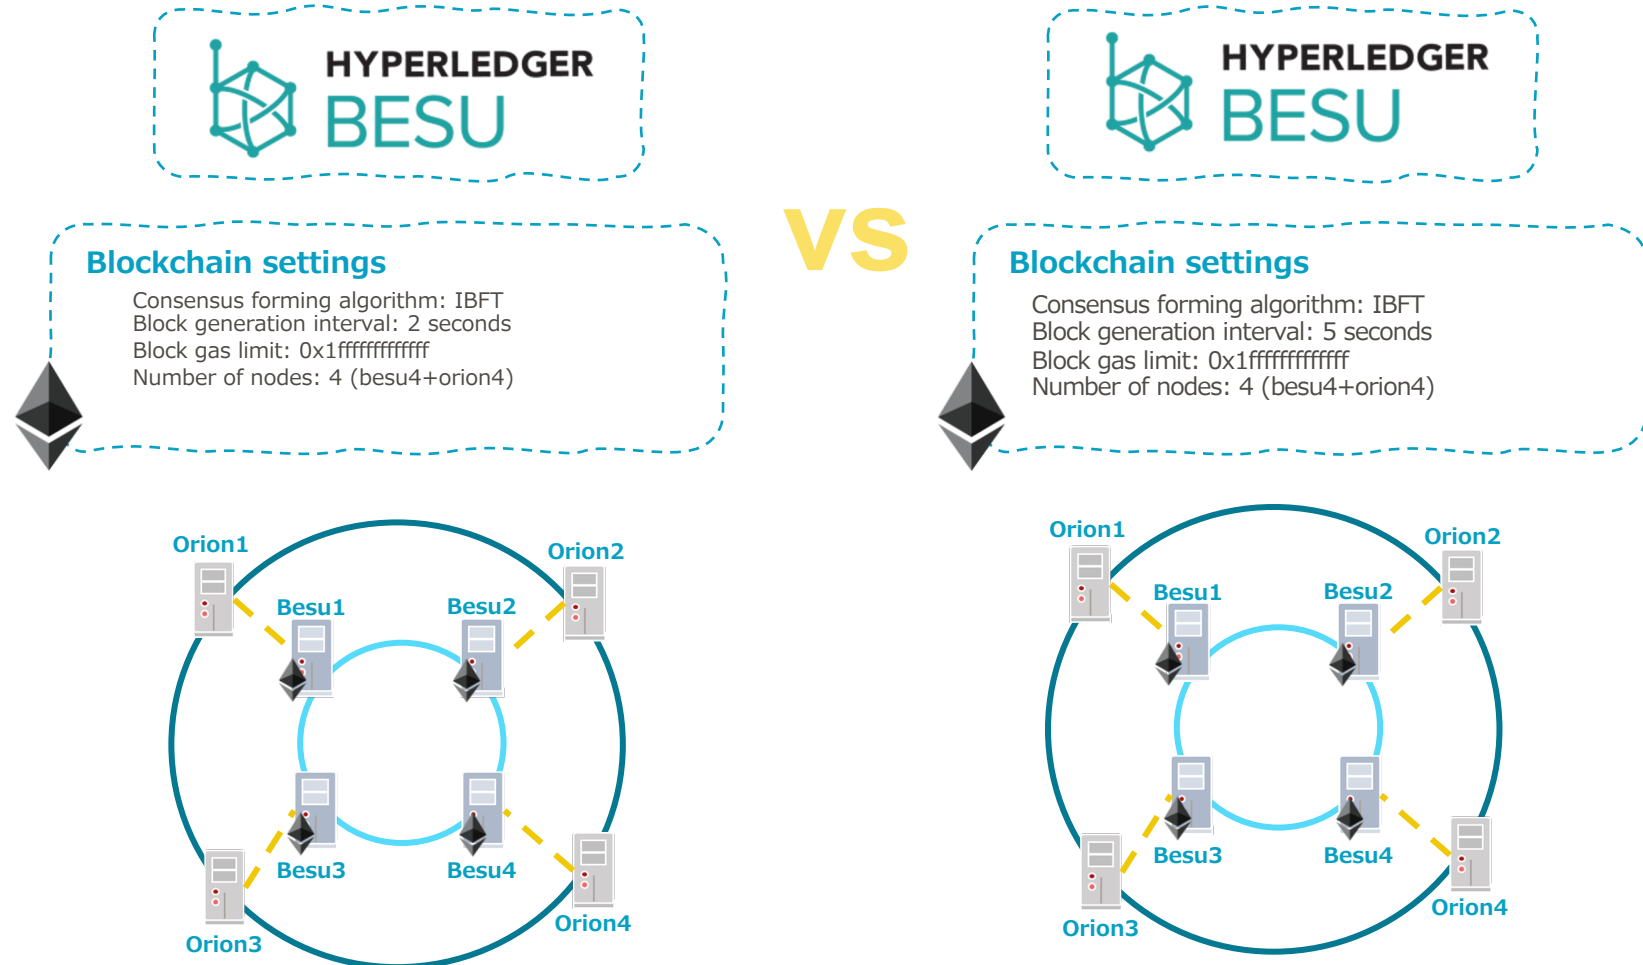 HYPERLEDGER
BESU
Blockchain settings
Consensus forming algorithm: IBFT
Block generation interval: 2 seconds
Block gas limit: 0x1fffffffffffff
Number of nodes: 4 (besu4+orion4)
Orion1
Orion2
Besu1
Besu2
Besu3
Besu4
Orion3
Orion4
VS
HYPERLEDGER
BESU
Blockchain settings
Consensus forming algorithm: IBFT
Block generation interval: 5 seconds
Block gas limit: 0x1fffffffffffff
Number of nodes: 4 (besu4+orion4)
Orion1
Orion2
Besu1
Besu2
Besu3
Besu4
Orion3
Orion4